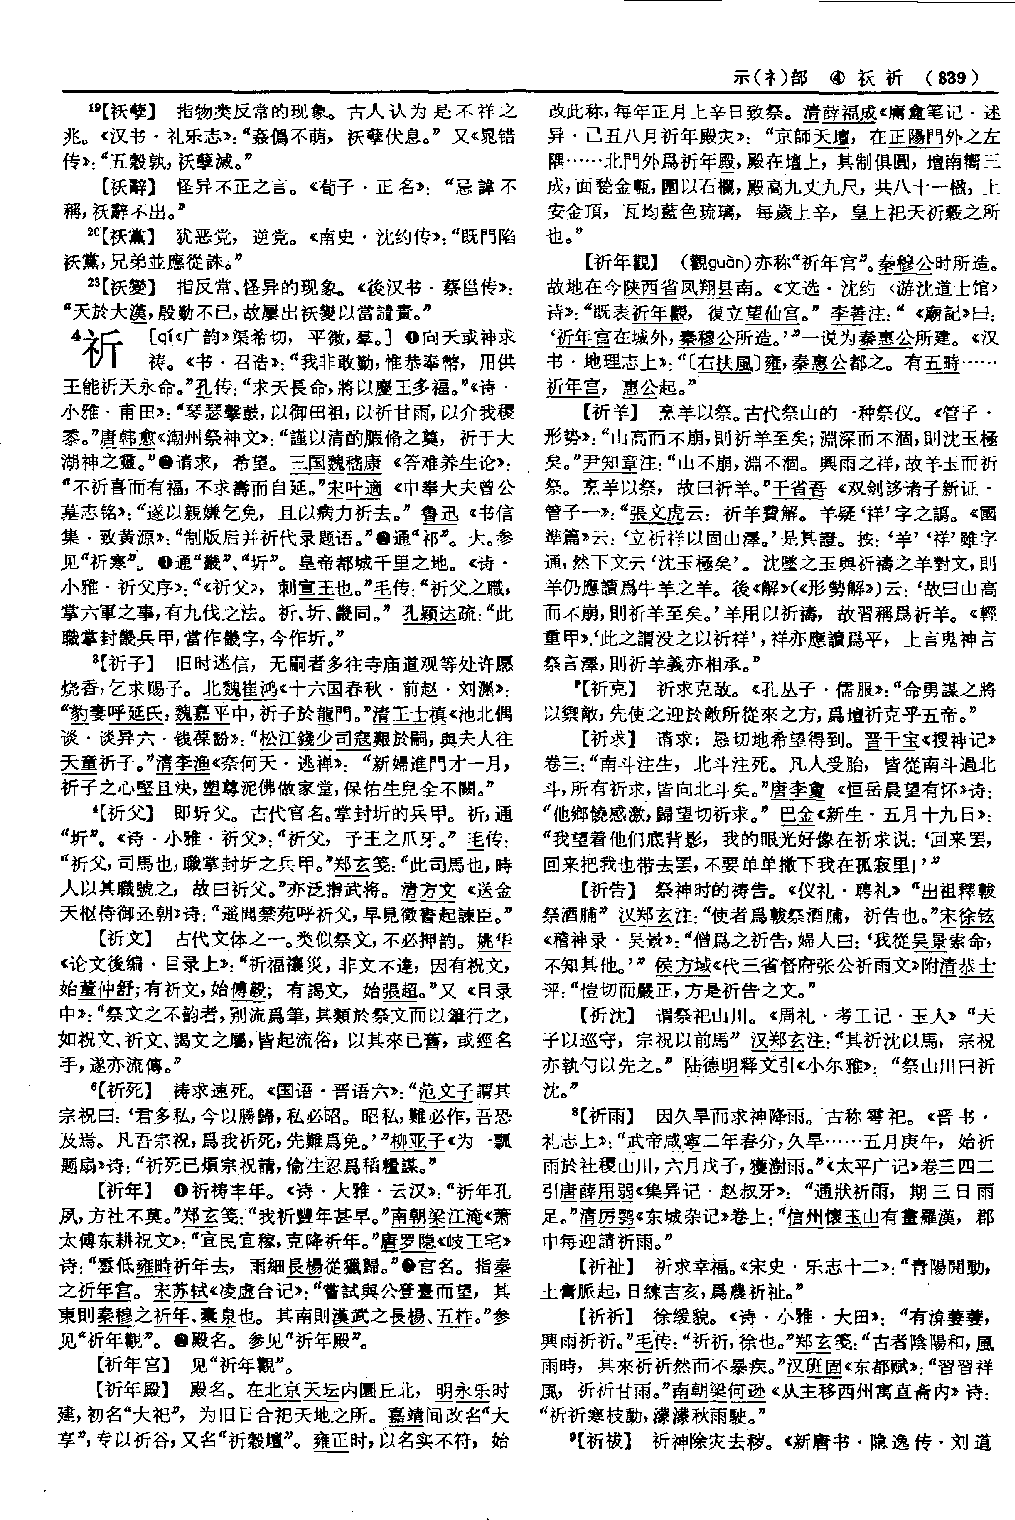 示(礻)部 ④ 祅祈 (839)
¹⁹【祅孽】 指物类反常的现象。古人认为是不祥之
兆。《汉书·礼乐志》：“姦僞不萌，祅孽伏息。”又《晁错
传》：“五穀孰，祅孽滅。”
【祅辭】 怪异不正之言。《荀子·正名》：“忌諱不
稱，祅辭不出。”
²⁰【祅黨】 犹恶党，逆党。《南史·沈约传》：“既門陷
祅黨，兄弟並應從誅。”
²³【祅變】 指反常、怪异的现象。《後汉书·蔡邕传》：
“天於大漢，殷勤不已，故屢出祅變以當譴責。”
⁴祈 [qí《广韵》渠希切，平微，羣。]❶向天或神求
祷。《书·召诰》：“我非敢勤，惟恭奉幣，用供
王能祈天永命。”孔传：“求天長命，將以慶王多福。”《诗·
小雅·甫田》：“琴瑟擊鼓，以御田祖，以祈甘雨，以介我稷
黍。”唐韩愈《潮州祭神文》：“謹以清酌腶脩之奠，祈于大
湖神之靈。”❷请求，希望。三国魏嵇康《答难养生论》：
“不祈喜而有福，不求壽而自延。”宋叶適《中奉大夫曾公
墓志铭》：“遂以親嫌乞免，且以病力祈去。”鲁迅《书信
集·致黄源》：“制版后并祈代录题语。”❸通“祁”。大。参
见“祈寒”。❹通“畿”、“圻”。皇帝都城千里之地。《诗·
小雅·祈父序》：“《祈父》，刺宣王也。”毛传：“祈父之職，
掌六軍之事，有九伐之法。祈、圻、畿同。”孔颖达疏：“此
職掌封畿兵甲，當作畿字，今作圻。”
³【祈子】 旧时迷信，无嗣者多往寺庙道观等处许愿
烧香，乞求赐子。北魏崔鸿《十六国春秋·前赵·刘渊》：
“豹妻呼延氏，魏嘉平中，祈子於龍門。”清王士禛《池北偶
谈·谈异六·钱葆馚》：“松江錢少司寇艱於嗣，與夫人往
天童祈子。”清李渔《奈何天·逃禅》：“新婦進門才一月，
祈子之心堅且決，塑尊泥佛做家堂，保佑生兒全不關。”
⁴【祈父】 即圻父。古代官名。掌封圻的兵甲。祈，通
“圻”。《诗·小雅·祈父》：“祈父，予王之爪牙。”毛传：
“祈父，司馬也，職掌封圻之兵甲。”郑玄笺：“此司馬也，時
人以其職號之，故曰祈父。”亦泛指武将。清方文《送金
天枢侍御还朝》诗：“遥聞禁苑呼祈父，早見徵書起諫臣。”
【祈文】 古代文体之一。类似祭文，不必押韵。姚华
《论文後编·目录上》：“祈福禳災，非文不達，因有祝文，
始董仲舒；有祈文，始傅毅；有謁文，始張超。”又《目录
中》：“祭文之不韵者，别流爲筆，其類於祭文而以筆行之，
如祝文、祈文、謁文之屬，皆起流俗，以其來已舊，或經名
手，遂亦流傳。”
⁶【祈死】 祷求速死。《国语·晋语六》：“范文子謂其
宗祝曰：‘君多私，今以勝歸，私必昭。昭私，難必作，吾恐
及焉。凡吾宗祝，爲我祈死，先難爲免。’”柳亚子《为一瓢
题扇》诗：“祈死已煩宗祝請，偷生忍爲稻粱謀。”
【祈年】 ❶祈祷丰年。《诗·大雅·云汉》：“祈年孔
夙，方社不莫。”郑玄笺：“我祈豐年甚早。”南朝梁江淹《萧
太傅东耕祝文》：“宜民宜稼，克降祈年。”唐罗隐《岐王宅》
诗：“雲低雍畤祈年去，雨細長楊從獵歸。”❷宫名。指秦
之祈年宫。宋苏轼《凌虚台记》：“嘗試與公登臺而望，其
東則秦穆之祈年、橐泉也。其南則漢武之長楊、五柞。”参
见“祈年觀”。❸殿名。参见“祈年殿”。
【祈年宫】 见“祈年觀”。
【祈年殿】 殿名。在北京天坛内圜丘北，明永乐时
建，初名“大祀”，为旧日合祀天地之所。嘉靖间改名“大
享”，专以祈谷，又名“祈穀壇”。雍正时，以名实不符，始
改此称，每年正月上辛日致祭。清薛福成《庸盦笔记·述
异·己丑八月祈年殿灾》：“京師天壇，在正陽門外之左
隈……北門外爲祈年殿，殿在壇上，其制俱圓，壇南嚮三
成，面甃金甎，圍以石欄，殿高九丈九尺，共八十一楹，上
安金頂，瓦均藍色琉璃，每歲上辛，皇上祀天祈穀之所
也。”
【祈年觀】 (觀guàn)亦称“祈年宫”。秦穆公时所造。
故地在今陕西省凤翔县南。《文选·沈约〈游沈道士馆〉
诗》：“既表祈年觀，復立望仙宫。”李善注：“《廟記》曰：
‘祈年宫在城外，秦穆公所造。’”一说为秦惠公所建。《汉
书·地理志上》：“〔右扶風〕雍，秦惠公都之。有五畤……
祈年宫，惠公起。”
【祈羊】 烹羊以祭。古代祭山的一种祭仪。《管子·
形势》：“山高而不崩，則祈羊至矣；淵深而不涸，則沈玉極
矣。”尹知章注：“山不崩，淵不涸。興雨之祥，故羊玉而祈
祭。烹羊以祭，故曰祈羊。”于省吾《双剑誃诸子新证·
管子一》：“張文虎云：祈羊費解。羊疑‘祥’字之譌。《國
準篇》云：‘立祈祥以固山澤。’是其證。按：‘羊’‘祥’雖字
通，然下文云‘沈玉極矣’。沈墜之玉與祈禱之羊對文，則
羊仍應讀爲牛羊之羊。後《解》(《形勢解》)云：‘故曰山高
而不崩，則祈羊至矣。’羊用以祈禱，故習稱爲祈羊。《輕
重甲》：‘此之謂没之以祈祥’，祥亦應讀爲平，上言鬼神言
祭言澤，則祈羊義亦相承。”
⁷【祈克】 祈求克敌。《孔丛子·儒服》：“命勇謀之將
以禦敵，先使之迎於敵所從來之方，爲壇祈克乎五帝。”
【祈求】 请求；恳切地希望得到。晋干宝《搜神记》
卷三：“南斗注生，北斗注死。凡人受胎，皆從南斗過北
斗，所有祈求，皆向北斗矣。”唐李夐《恒岳晨望有怀》诗：
“他鄉饒感激，歸望切祈求。”巴金《新生·五月十九日》：
“我望着他们底背影，我的眼光好像在祈求说：‘回来罢，
回来把我也带去罢，不要单单撇下我在孤寂里！’”
【祈告】 祭神时的祷告。《仪礼·聘礼》“出祖釋軷
祭酒脯”汉郑玄注：“使者爲軷祭酒脯，祈告也。”宋徐铉
《稽神录·吴景》：“僧爲之祈告，婦人曰：‘我從吴景索命，
不知其他。’”侯方域《代三省督府张公祈雨文》附清恭士
评：“愷切而嚴正，方是祈告之文。”
【祈沈】 谓祭祀山川。《周礼·考工记·玉人》“天
子以巡守，宗祝以前馬”汉郑玄注：“其祈沈以馬，宗祝
亦執勺以先之。”陆德明释文引《小尔雅》：“祭山川曰祈
沈。”
⁸【祈雨】 因久旱而求神降雨。古称雩祀。《晋书·
礼志上》：“武帝咸寧二年春分，久旱……五月庚午，始祈
雨於社稷山川，六月戊子，獲澍雨。”《太平广记》卷三四二
引唐薛用弱《集异记·赵叔牙》：“通狀祈雨，期三日雨
足。”清厉鹗《东城杂记》卷上：“信州懷玉山有畫羅漢，郡
中每迎請祈雨。”
【祈祉】 祈求幸福。《宋史·乐志十二》：“青陽開動，
土膏脈起，日練吉亥，爲農祈祉。”
【祈祈】 徐缓貌。《诗·小雅·大田》：“有渰萋萋，
興雨祈祈。”毛传：“祈祈，徐也。”郑玄笺：“古者陰陽和，風
雨時，其來祈祈然而不暴疾。”汉班固《东都赋》：“習習祥
風，祈祈甘雨。”南朝梁何逊《从主移西州寓直斋内》诗：
“祈祈寒枝動，濛濛秋雨駛。”
⁹【祈祓】 祈神除灾去秽。《新唐书·隐逸传·刘道